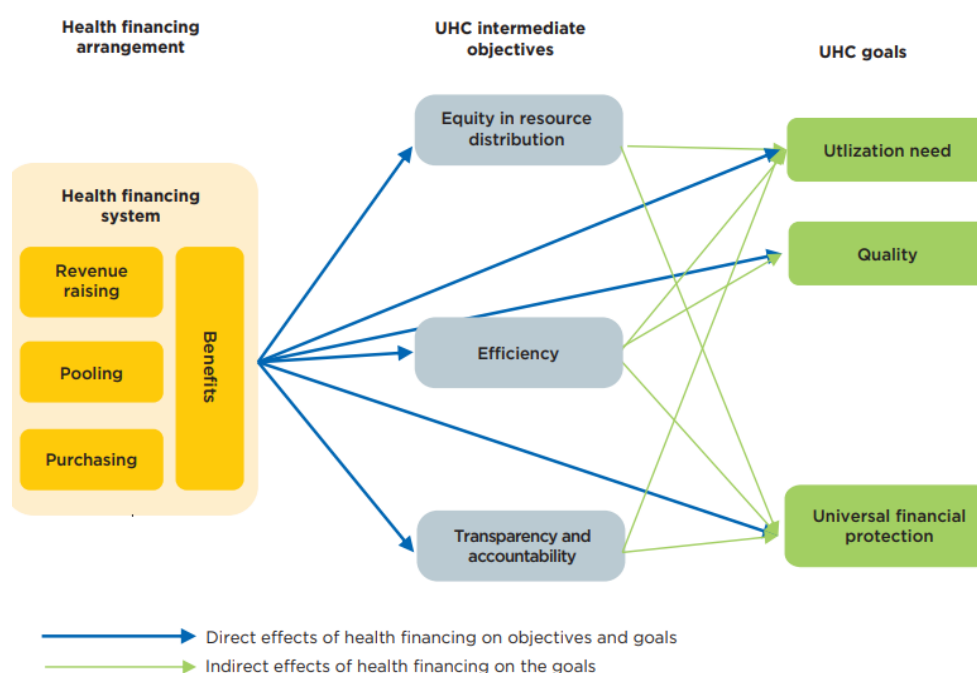 Health financing
arrangement
UHC intermediate
objectives
UHC goals
Health financing
system
Revenue
raising
Pooling
Purchasing
Benefits
Equity in resource
distribution
Efficiency
Transparency and
accountability
Utlization need
Quality
Universal financial
protection
Direct effects of health financing on objectives and goals
Indirect effects of health financing on the goals